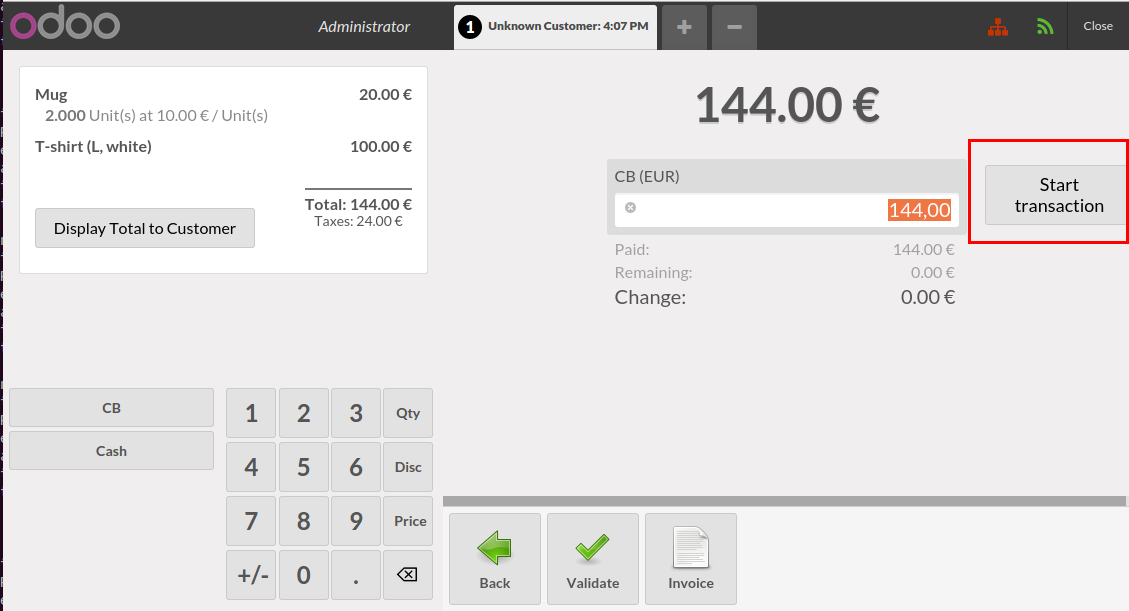 odoo
Administrator
1 Unknown Customer: 4:07 PM
+
−
Close
Mug 20.00 €
2.000 Unit(s) at 10.00 € / Unit(s)
T-shirt (L, white) 100.00 €
Total: 144.00 €
Taxes: 24.00 €
Display Total to Customer
144.00 €
CB (EUR)
144,00
Paid: 144.00 €
Remaining: 0.00 €
Change: 0.00 €
Start
transaction
CB
Cash
1 2 3 Qty
4 5 6 Disc
7 8 9 Price
+/- 0 .
Back
Validate
Invoice